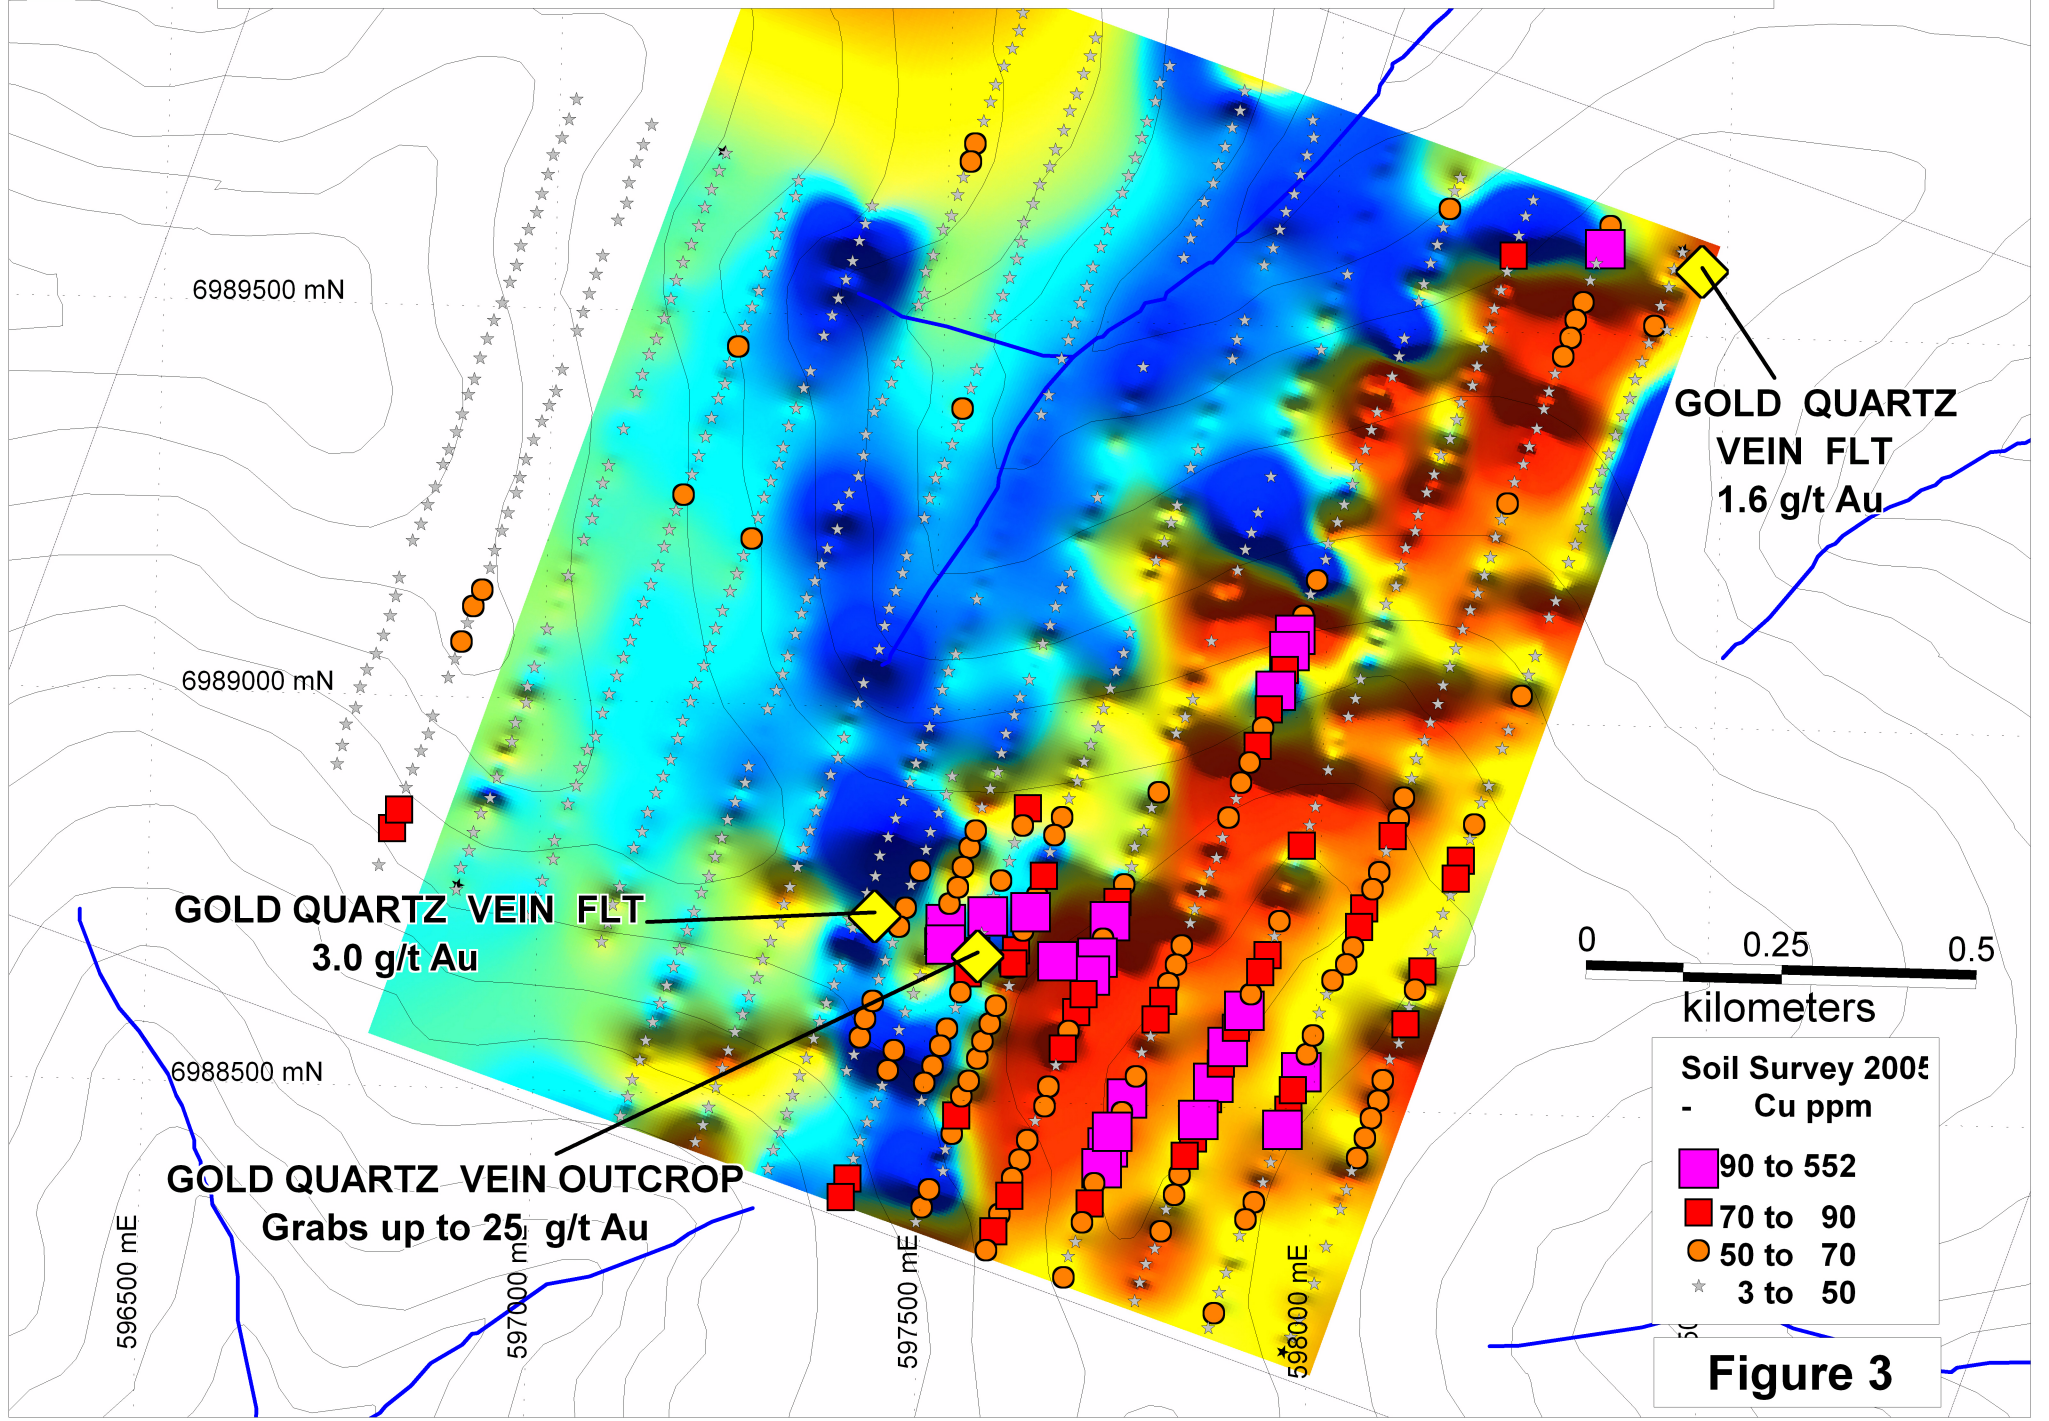 6989500 mN
GOLD QUARTZ
VEIN FLT
1.6 g/t Au
6989000 mN
GOLD QUARTZ VEIN FLT
3.0 g/t Au
0 0.25 0.5
kilometers
6988500 mN
Soil Survey 2005
- Cu ppm
90 to 552
70 to 90
50 to 70
3 to 50
GOLD QUARTZ VEIN OUTCROP
Grabs up to 25 g/t Au
596500 mE
597000 mE
597500 mE
598000 mE
Figure 3